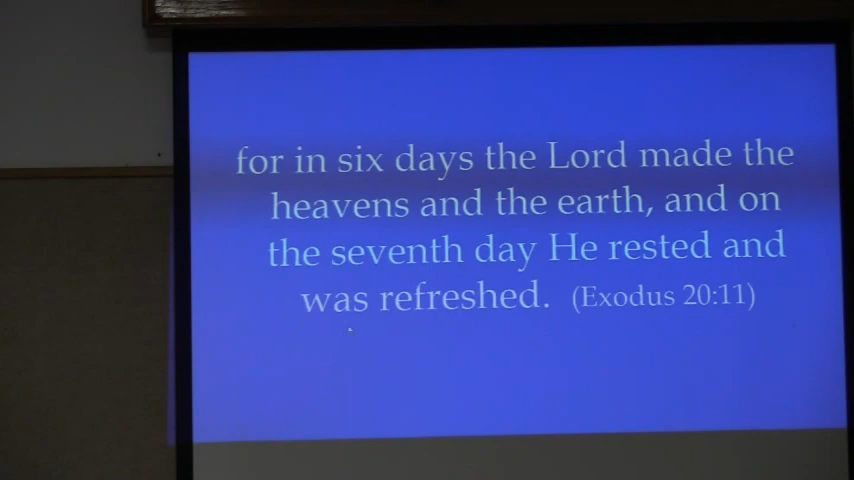 for in six days the Lord made the
heavens and the earth, and on
the seventh day He rested and
was refreshed. (Exodus 20:11)